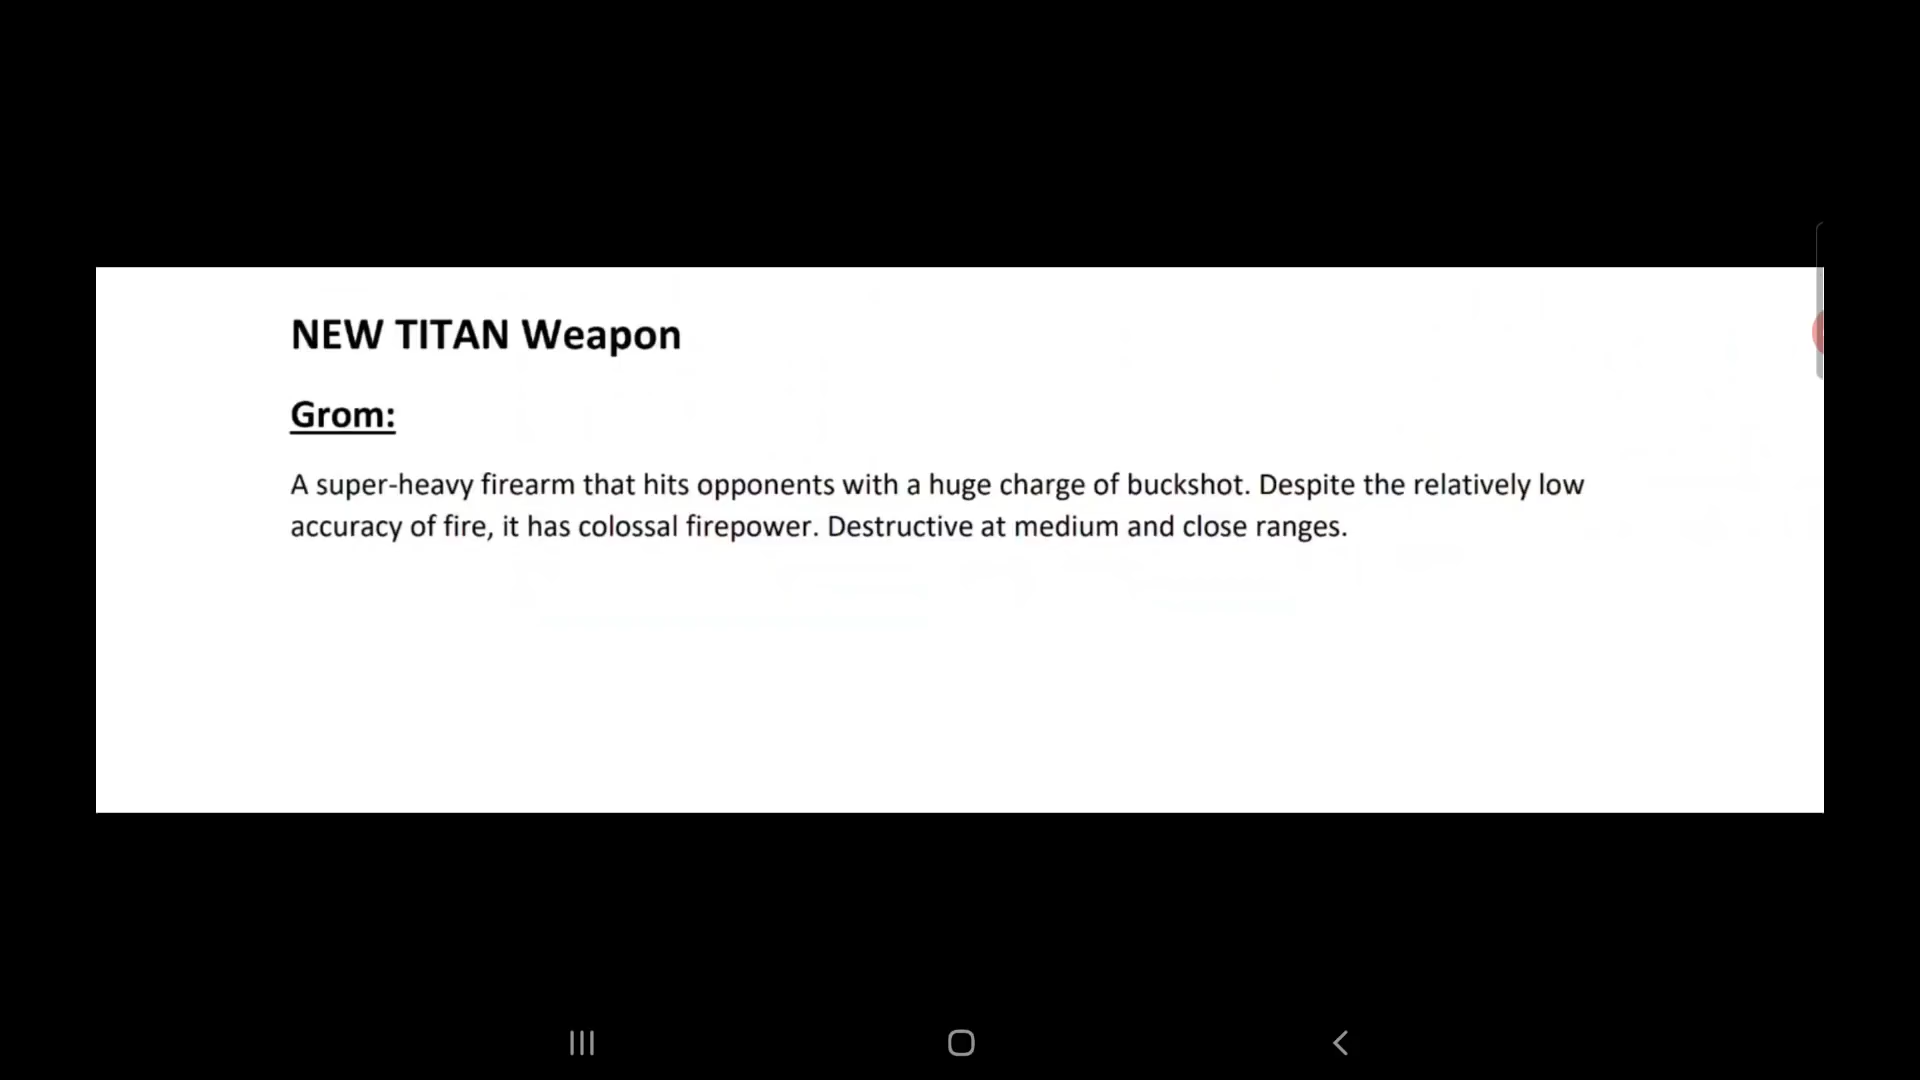 NEW TITAN Weapon
Grom:
A super-heavy firearm that hits opponents with a huge charge of buckshot. Despite the relatively low
accuracy of fire, it has colossal firepower. Destructive at medium and close ranges.